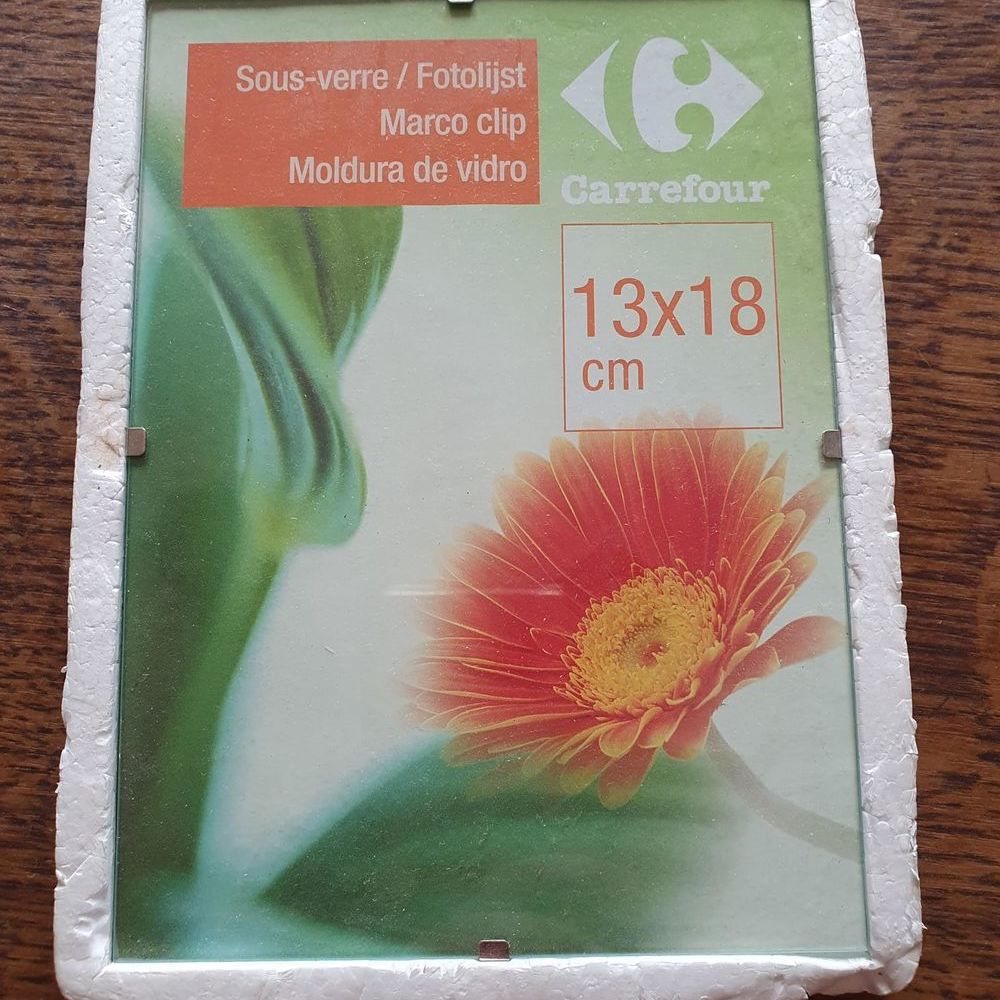 Sous-verre / Fotolijst
Marco clip
Moldura de vidro
Carrefour
13x18
cm